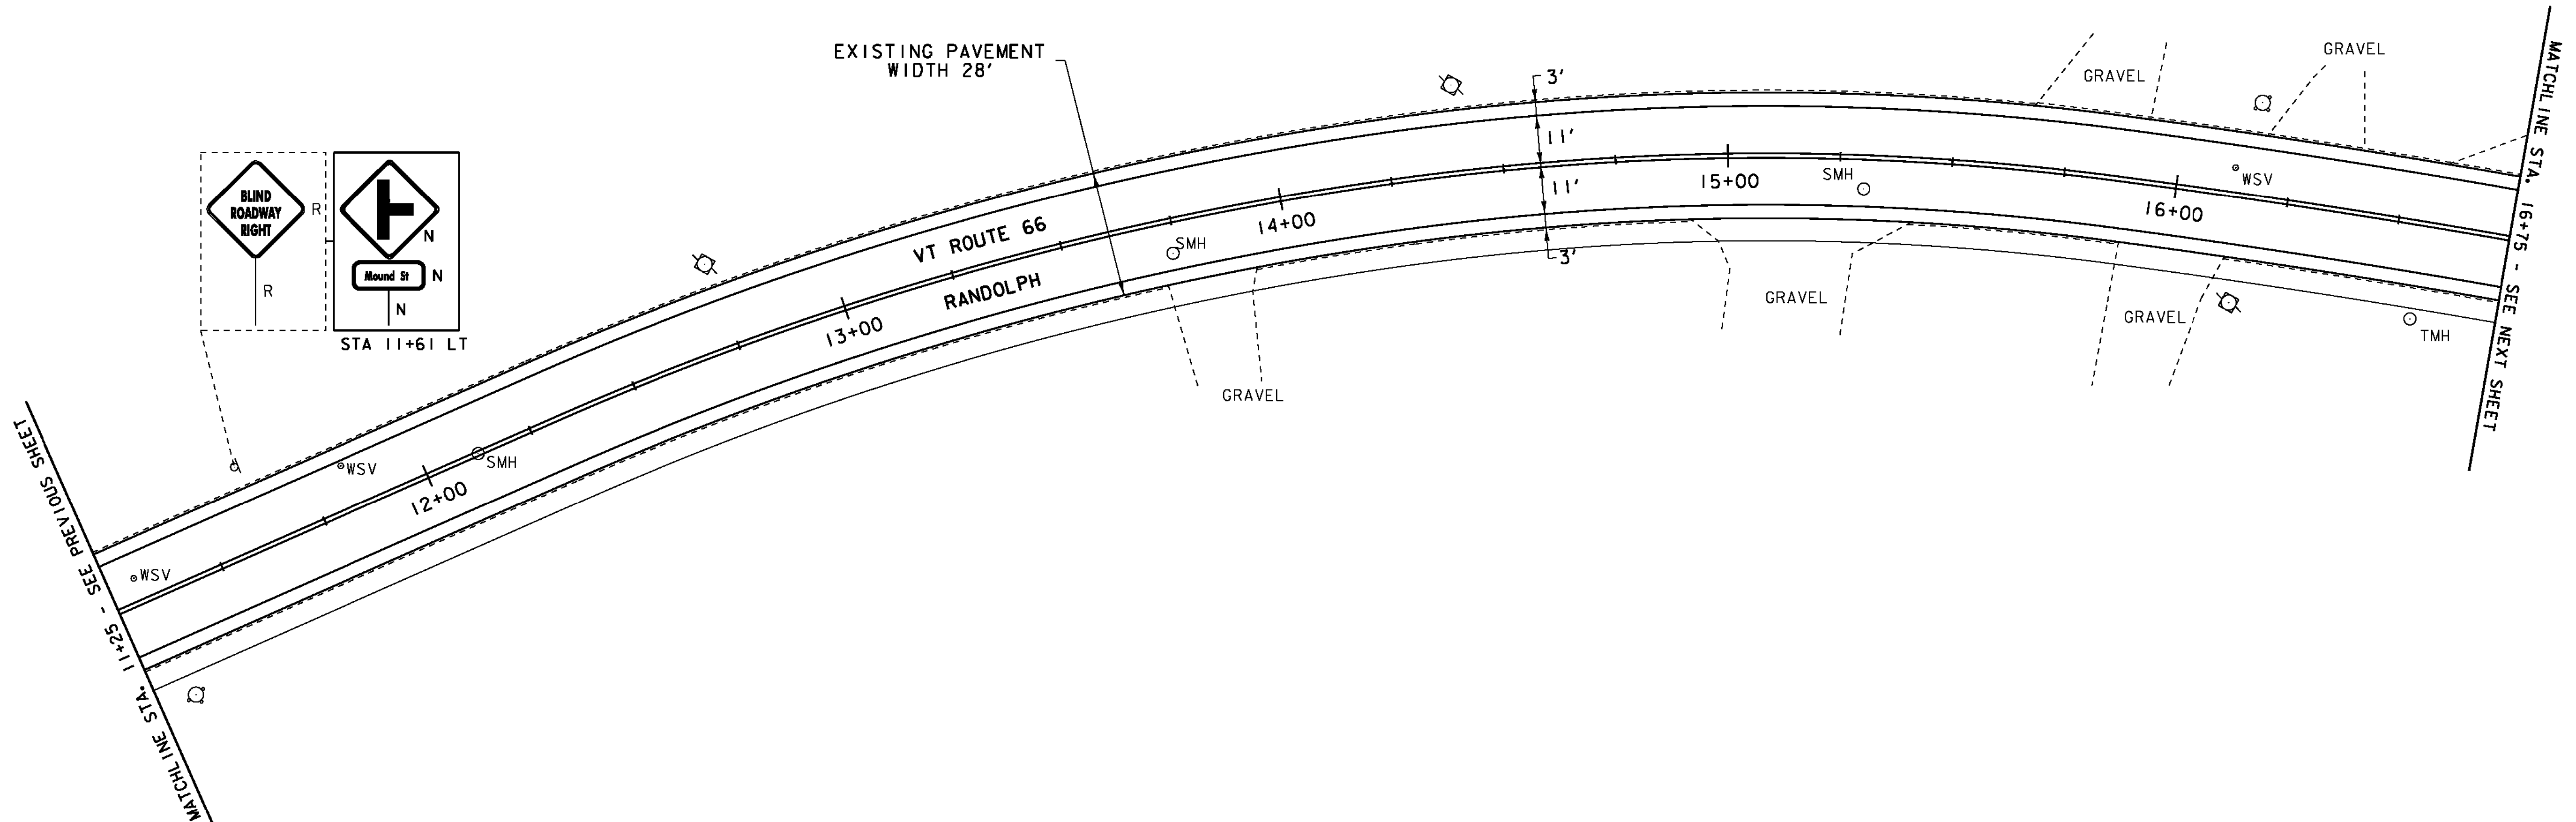 EXISTING PAVEMENT
WIDTH 28'
BLIND
ROADWAY
RIGHT
R
R
N
Mound St
N
N
STA 11+61 LT
MATCHLINE STA. 11+25 - SEE PREVIOUS SHEET
WSV
WSV
12+00
SMH
13+00
VT ROUTE 66
RANDOLPH
SMH
14+00
GRAVEL
3'
11'
11'
3'
15+00
SMH
GRAVEL
GRAVEL
GRAVEL
WSV
16+00
GRAVEL
TMH
MATCHLINE STA. 16+75 - SEE NEXT SHEET